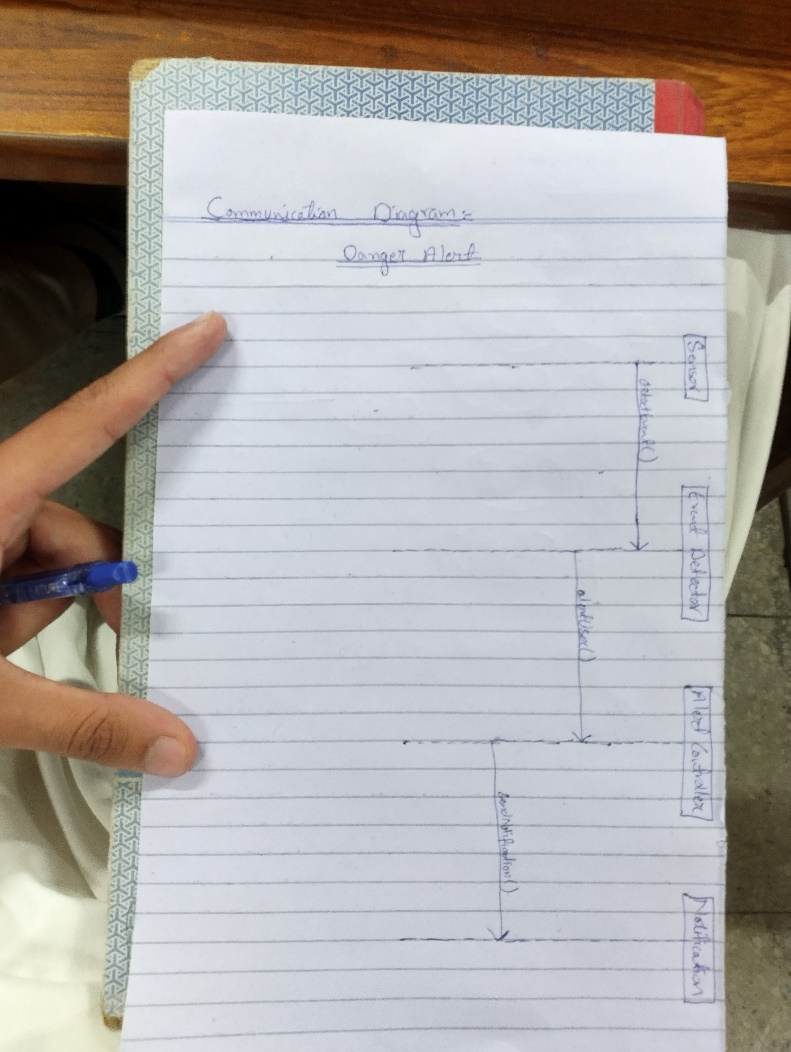 Communication Diagram:
Danger Alert
Sensor
Event Detector
Alert Controller
Notification
detectEvent()
alertUser()
sendNotification()